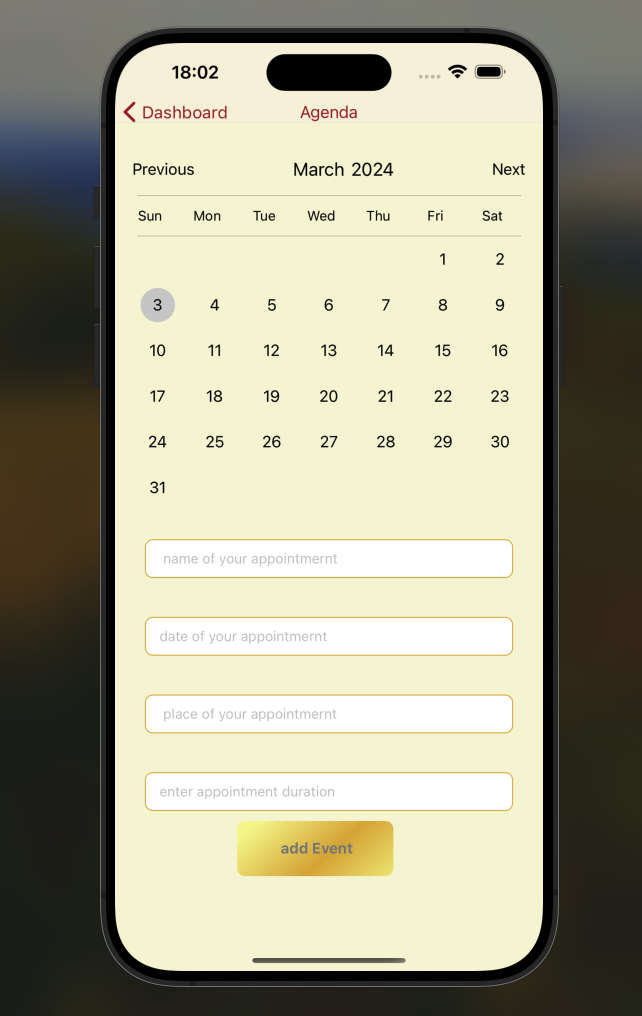 18:02
Dashboard Agenda
Previous March 2024 Next
Sun Mon Tue Wed Thu Fri Sat
1 2
3 4 5 6 7 8 9
10 11 12 13 14 15 16
17 18 19 20 21 22 23
24 25 26 27 28 29 30
31
name of your appointmernt
date of your appointmernt
place of your appointmernt
enter appointment duration
add Event